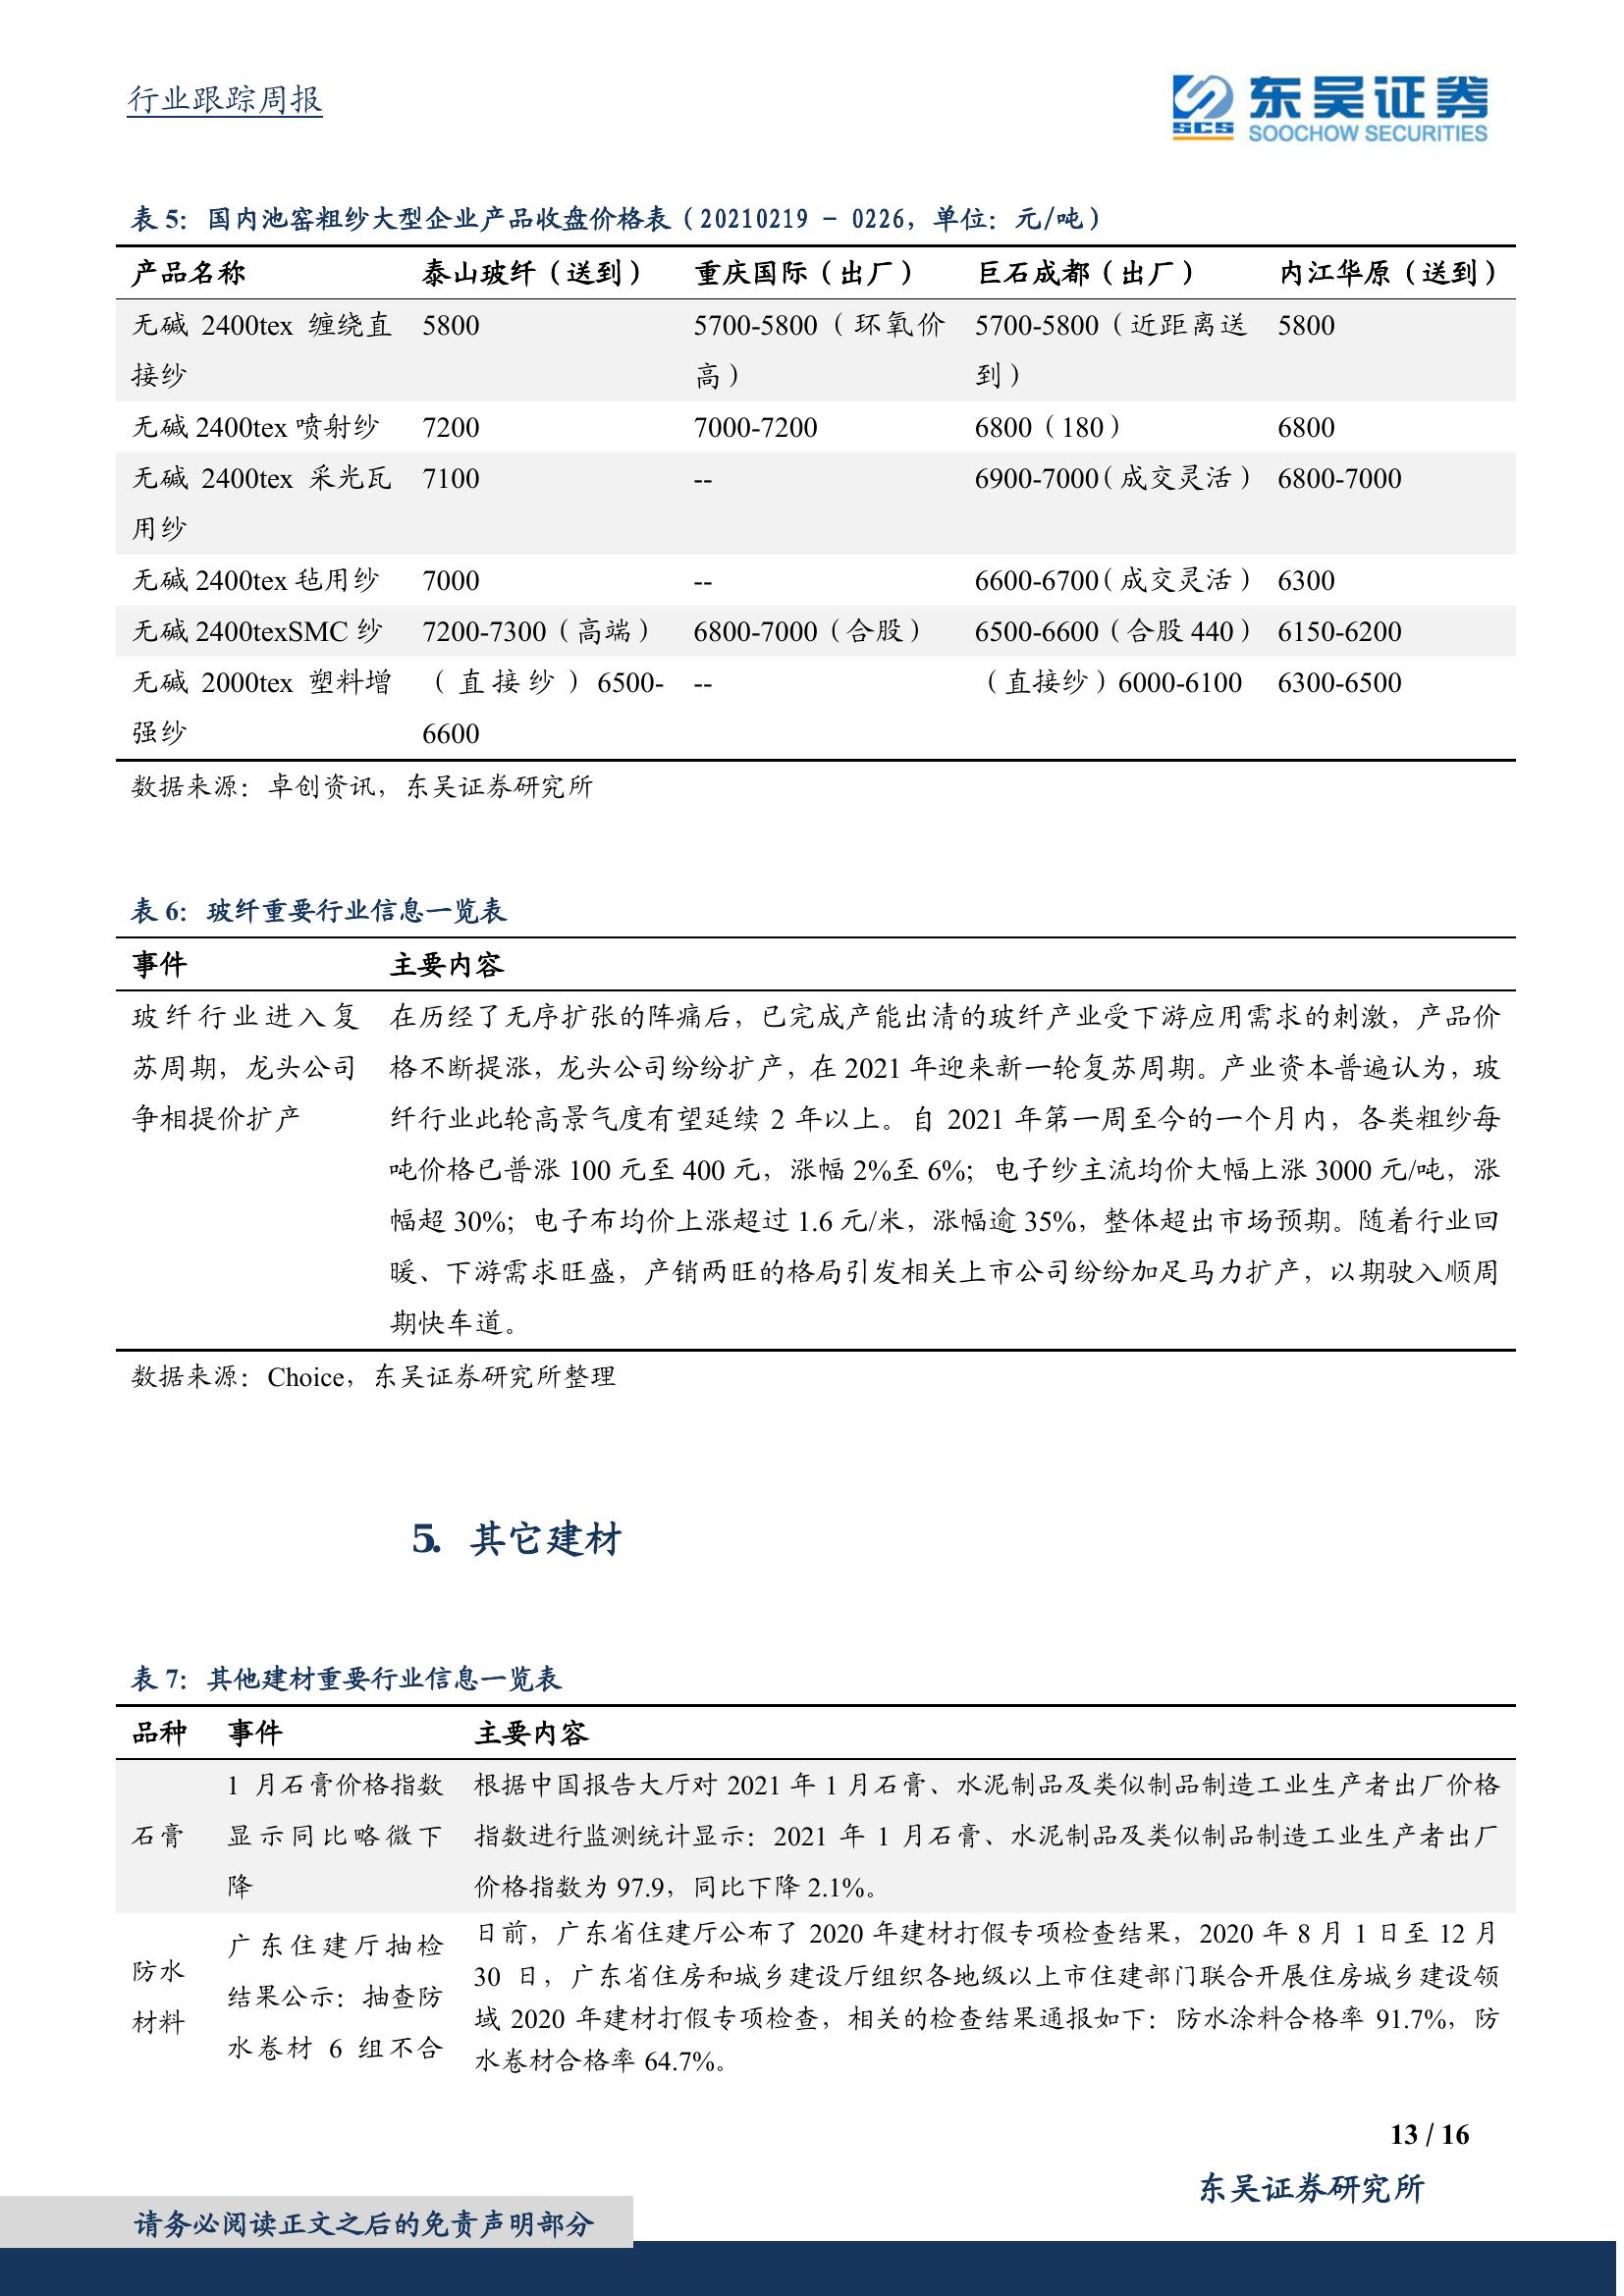 行业跟踪周报
东吴证券
SCS
SOOCHOW SECURITIES
表 5：国内池窑粗纱大型企业产品收盘价格表（20210219 - 0226，单位：元/吨）
产品名称 泰山玻纤（送到） 重庆国际（出厂） 巨石成都（出厂） 内江华原（送到）
无碱 2400tex 缠绕直 5800 5700-5800（环氧价 5700-5800（近距离送 5800
接纱 高） 到）
无碱 2400tex 喷射纱 7200 7000-7200 6800（180） 6800
无碱 2400tex 采光瓦 7100 -- 6900-7000（成交灵活） 6800-7000
用纱
无碱 2400tex 毡用纱 7000 -- 6600-6700（成交灵活） 6300
无碱 2400texSMC 纱 7200-7300（高端） 6800-7000（合股） 6500-6600（合股 440） 6150-6200
无碱 2000tex 塑料增 （直接纱）6500- -- （直接纱）6000-6100 6300-6500
强纱 6600
数据来源：卓创资讯，东吴证券研究所
表 6：玻纤重要行业信息一览表
事件 主要内容
玻纤行业进入复 在历经了无序扩张的阵痛后，已完成产能出清的玻纤产业受下游应用需求的刺激，产品价
苏周期，龙头公司 格不断提涨，龙头公司纷纷扩产，在 2021 年迎来新一轮复苏周期。产业资本普遍认为，玻
争相提价扩产 纤行业此轮高景气度有望延续 2 年以上。自 2021 年第一周至今的一个月内，各类粗纱每
吨价格已普涨 100 元至 400 元，涨幅 2%至 6%；电子纱主流均价大幅上涨 3000 元/吨，涨
幅超 30%；电子布均价上涨超过 1.6 元/米，涨幅逾 35%，整体超出市场预期。随着行业回
暖、下游需求旺盛，产销两旺的格局引发相关上市公司纷纷加足马力扩产，以期驶入顺周
期快车道。
数据来源：Choice，东吴证券研究所整理
5. 其它建材
表 7：其他建材重要行业信息一览表
品种 事件 主要内容
1 月石膏价格指数 根据中国报告大厅对 2021 年 1 月石膏、水泥制品及类似制品制造工业生产者出厂价格
石膏 显示同比略微下 指数进行监测统计显示：2021 年 1 月石膏、水泥制品及类似制品制造工业生产者出厂
降 价格指数为 97.9，同比下降 2.1%。
日前，广东省住建厅公布了 2020 年建材打假专项检查结果，2020 年 8 月 1 日至 12 月
广东住建厅抽检
防水 30 日，广东省住房和城乡建设厅组织各地级以上市住建部门联合开展住房城乡建设领
结果公示：抽查防 域 2020 年建材打假专项检查，相关的检查结果通报如下：防水涂料合格率 91.7%，防
材料
水卷材 6 组不合 水卷材合格率 64.7%。
13 / 16
东吴证券研究所
请务必阅读正文之后的免责声明部分